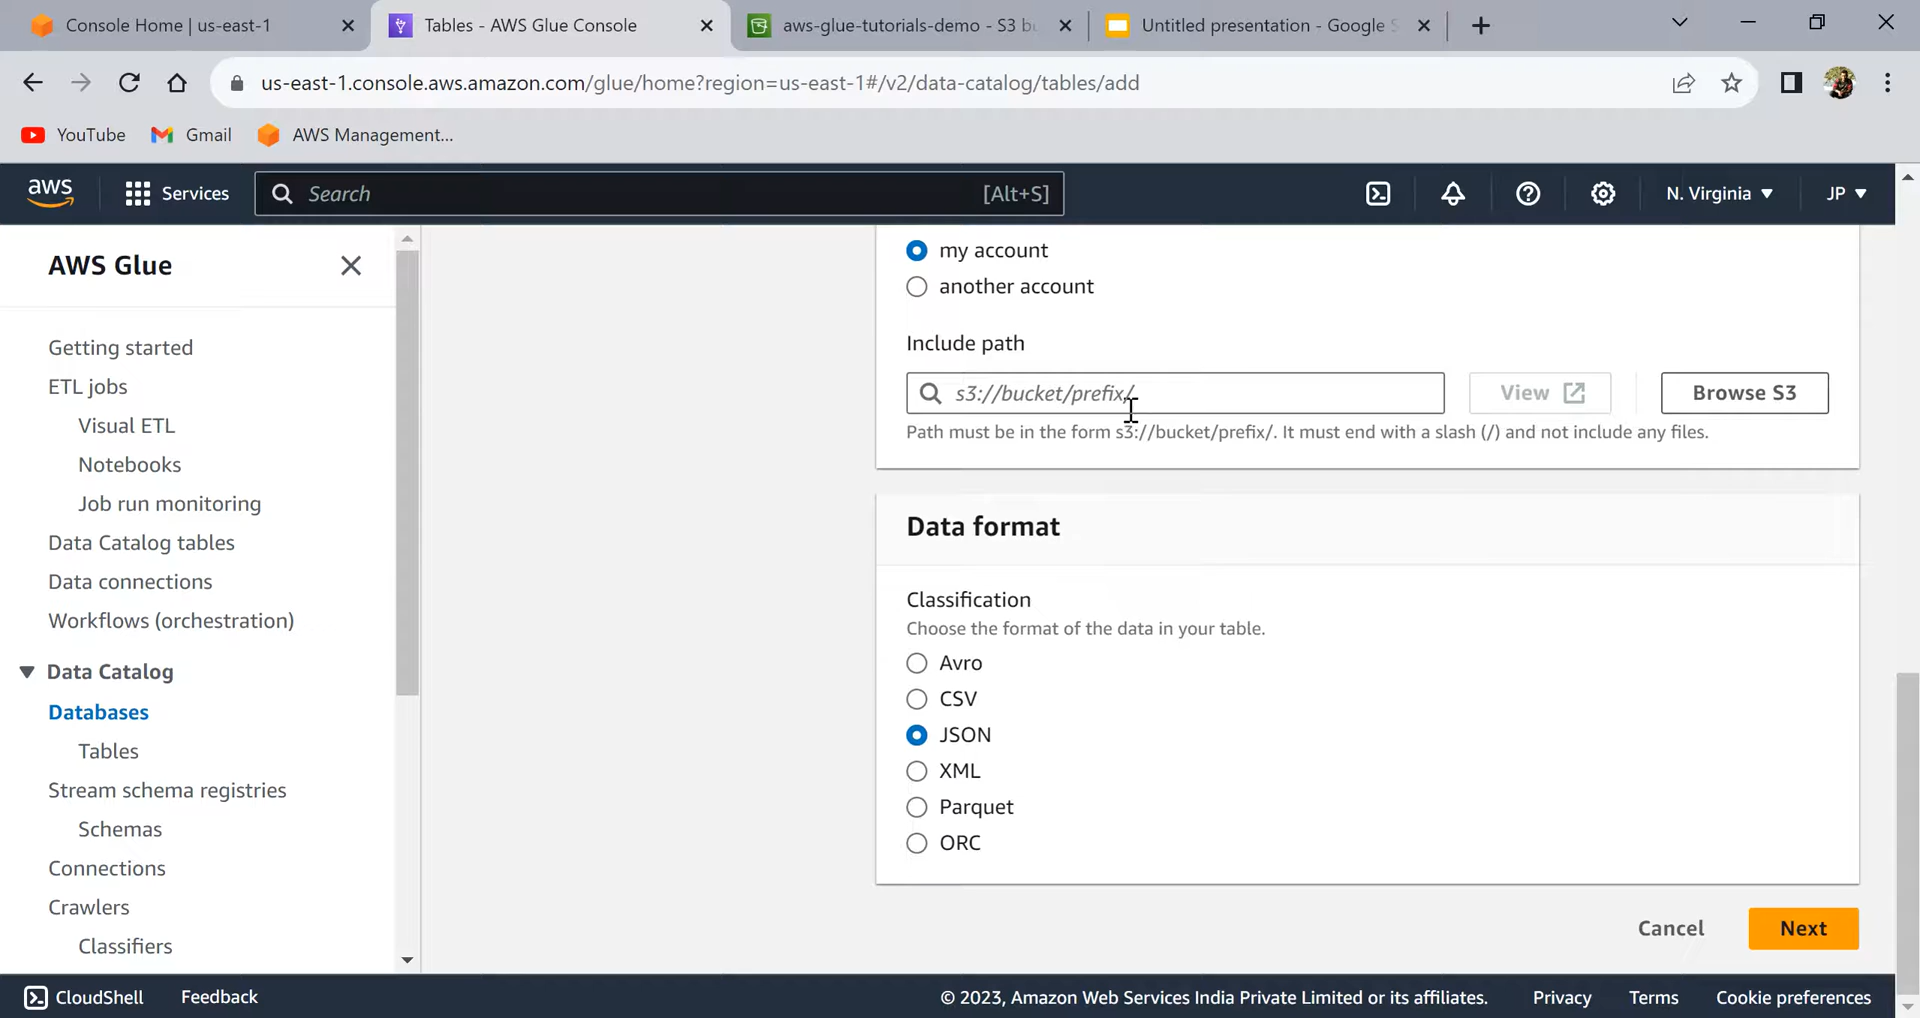 Console Home | us-east-1
Tables - AWS Glue Console
aws-glue-tutorials-demo - S3 bu
Untitled presentation - Google S
us-east-1.console.aws.amazon.com/glue/home?region=us-east-1#/v2/data-catalog/tables/add
YouTube
Gmail
AWS Management...
aws
Services
Search
[Alt+S]
N. Virginia
JP
AWS Glue
Getting started
ETL jobs
Visual ETL
Notebooks
Job run monitoring
Data Catalog tables
Data connections
Workflows (orchestration)
Data Catalog
Databases
Tables
Stream schema registries
Schemas
Connections
Crawlers
Classifiers
my account
another account
Include path
s3://bucket/prefix/
View
Browse S3
Path must be in the form s3://bucket/prefix/. It must end with a slash (/) and not include any files.
Data format
Classification
Choose the format of the data in your table.
Avro
CSV
JSON
XML
Parquet
ORC
Cancel
Next
CloudShell
Feedback
© 2023, Amazon Web Services India Private Limited or its affiliates.
Privacy
Terms
Cookie preferences